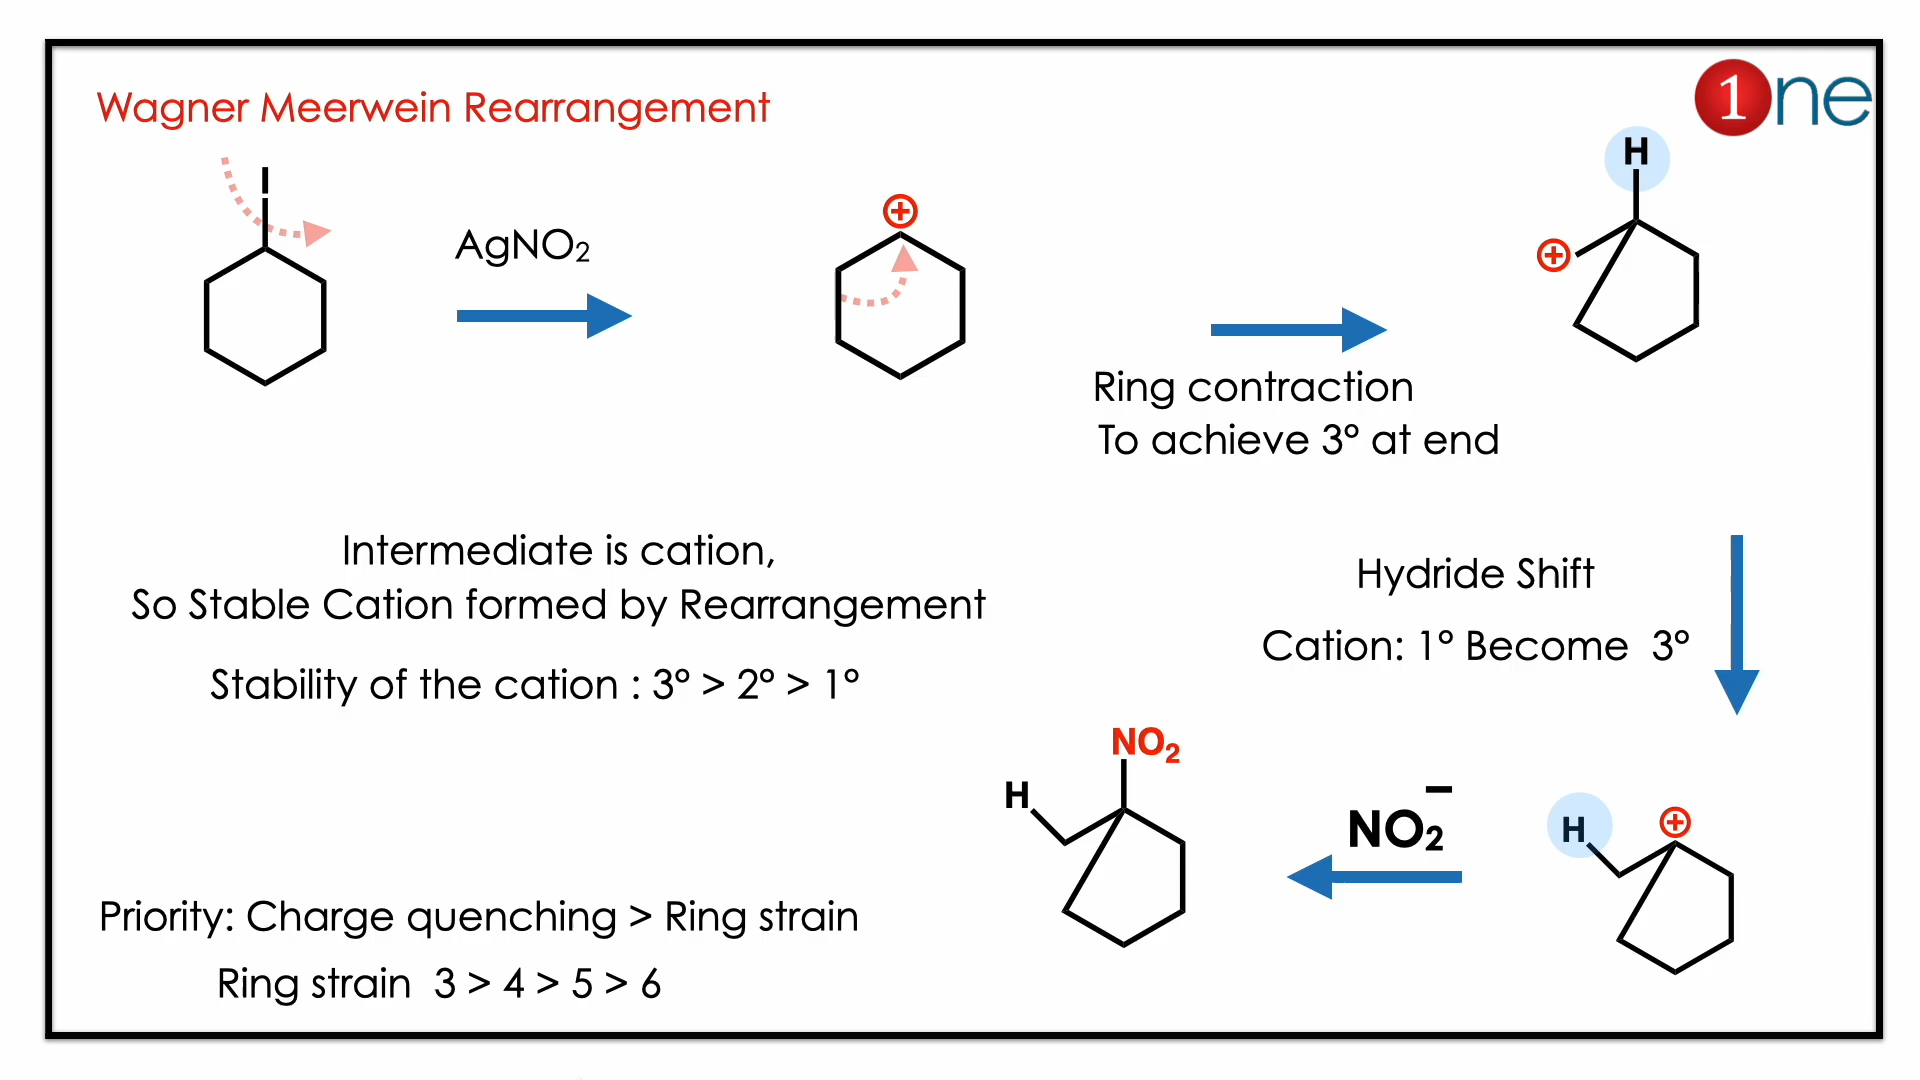 Wagner Meerwein Rearrangement
1ne
I
AgNO₂
H
Ring contraction
To achieve 3° at end
Intermediate is cation,
So Stable Cation formed by Rearrangement
Stability of the cation : 3° > 2° > 1°
Hydride Shift
Cation: 1° Become 3°
NO₂
H
NO₂⁻
H
Priority: Charge quenching > Ring strain
Ring strain 3 > 4 > 5 > 6